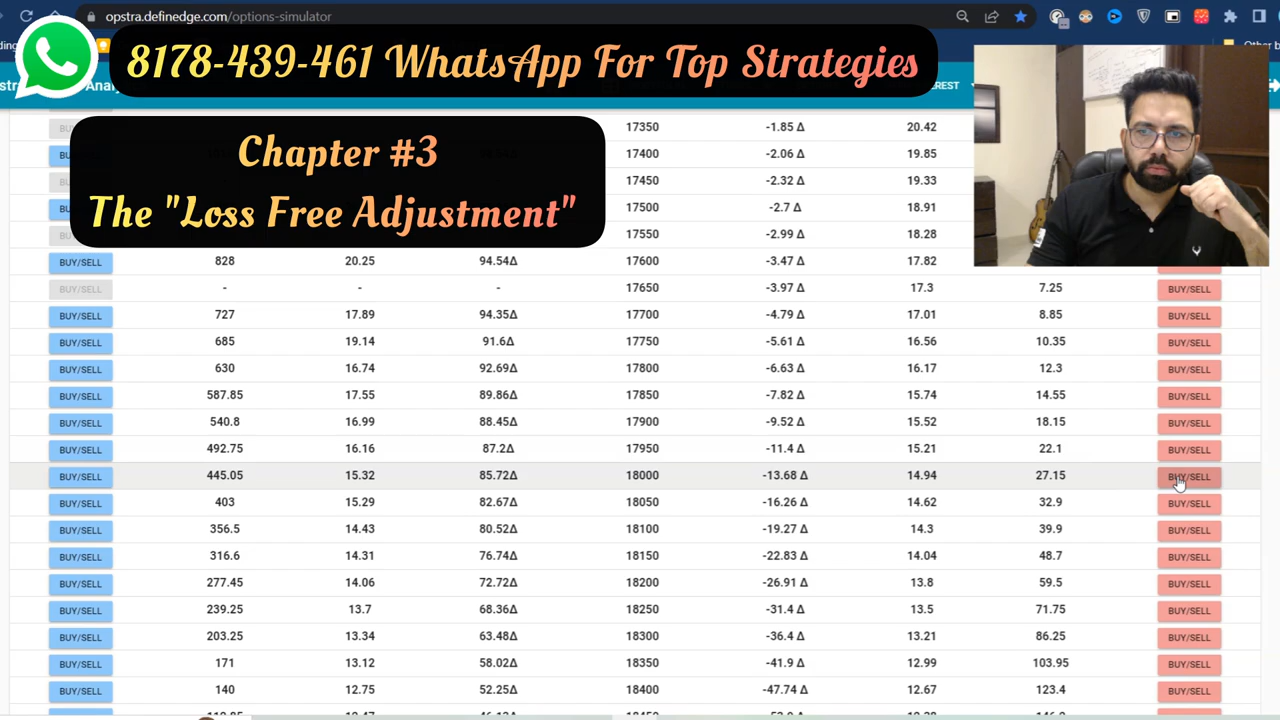 opstra.definedge.com/options-simulator
8178-439-461 WhatsApp For Top Strategies
Chapter #3
The "Loss Free Adjustment"
17350 -1.85 Δ 20.42
17400 -2.06 Δ 19.85
17450 -2.32 Δ 19.33
17500 -2.7 Δ 18.91
17550 -2.99 Δ 18.28
BUY/SELL 828 20.25 94.54Δ 17600 -3.47 Δ 17.82
BUY/SELL - - - 17650 -3.97 Δ 17.3 7.25 BUY/SELL
BUY/SELL 727 17.89 94.35Δ 17700 -4.79 Δ 17.01 8.85 BUY/SELL
BUY/SELL 685 19.14 91.6Δ 17750 -5.61 Δ 16.56 10.35 BUY/SELL
BUY/SELL 630 16.74 92.69Δ 17800 -6.63 Δ 16.17 12.3 BUY/SELL
BUY/SELL 587.85 17.55 89.86Δ 17850 -7.82 Δ 15.74 14.55 BUY/SELL
BUY/SELL 540.8 16.99 88.45Δ 17900 -9.52 Δ 15.52 18.15 BUY/SELL
BUY/SELL 492.75 16.16 87.2Δ 17950 -11.4 Δ 15.21 22.1 BUY/SELL
BUY/SELL 445.05 15.32 85.72Δ 18000 -13.68 Δ 14.94 27.15 BUY/SELL
BUY/SELL 403 15.29 82.67Δ 18050 -16.26 Δ 14.62 32.9 BUY/SELL
BUY/SELL 356.5 14.43 80.52Δ 18100 -19.27 Δ 14.3 39.9 BUY/SELL
BUY/SELL 316.6 14.31 76.74Δ 18150 -22.83 Δ 14.04 48.7 BUY/SELL
BUY/SELL 277.45 14.06 72.72Δ 18200 -26.91 Δ 13.8 59.5 BUY/SELL
BUY/SELL 239.25 13.7 68.36Δ 18250 -31.4 Δ 13.5 71.75 BUY/SELL
BUY/SELL 203.25 13.34 63.48Δ 18300 -36.4 Δ 13.21 86.25 BUY/SELL
BUY/SELL 171 13.12 58.02Δ 18350 -41.9 Δ 12.99 103.95 BUY/SELL
BUY/SELL 140 12.75 52.25Δ 18400 -47.74 Δ 12.67 123.4 BUY/SELL